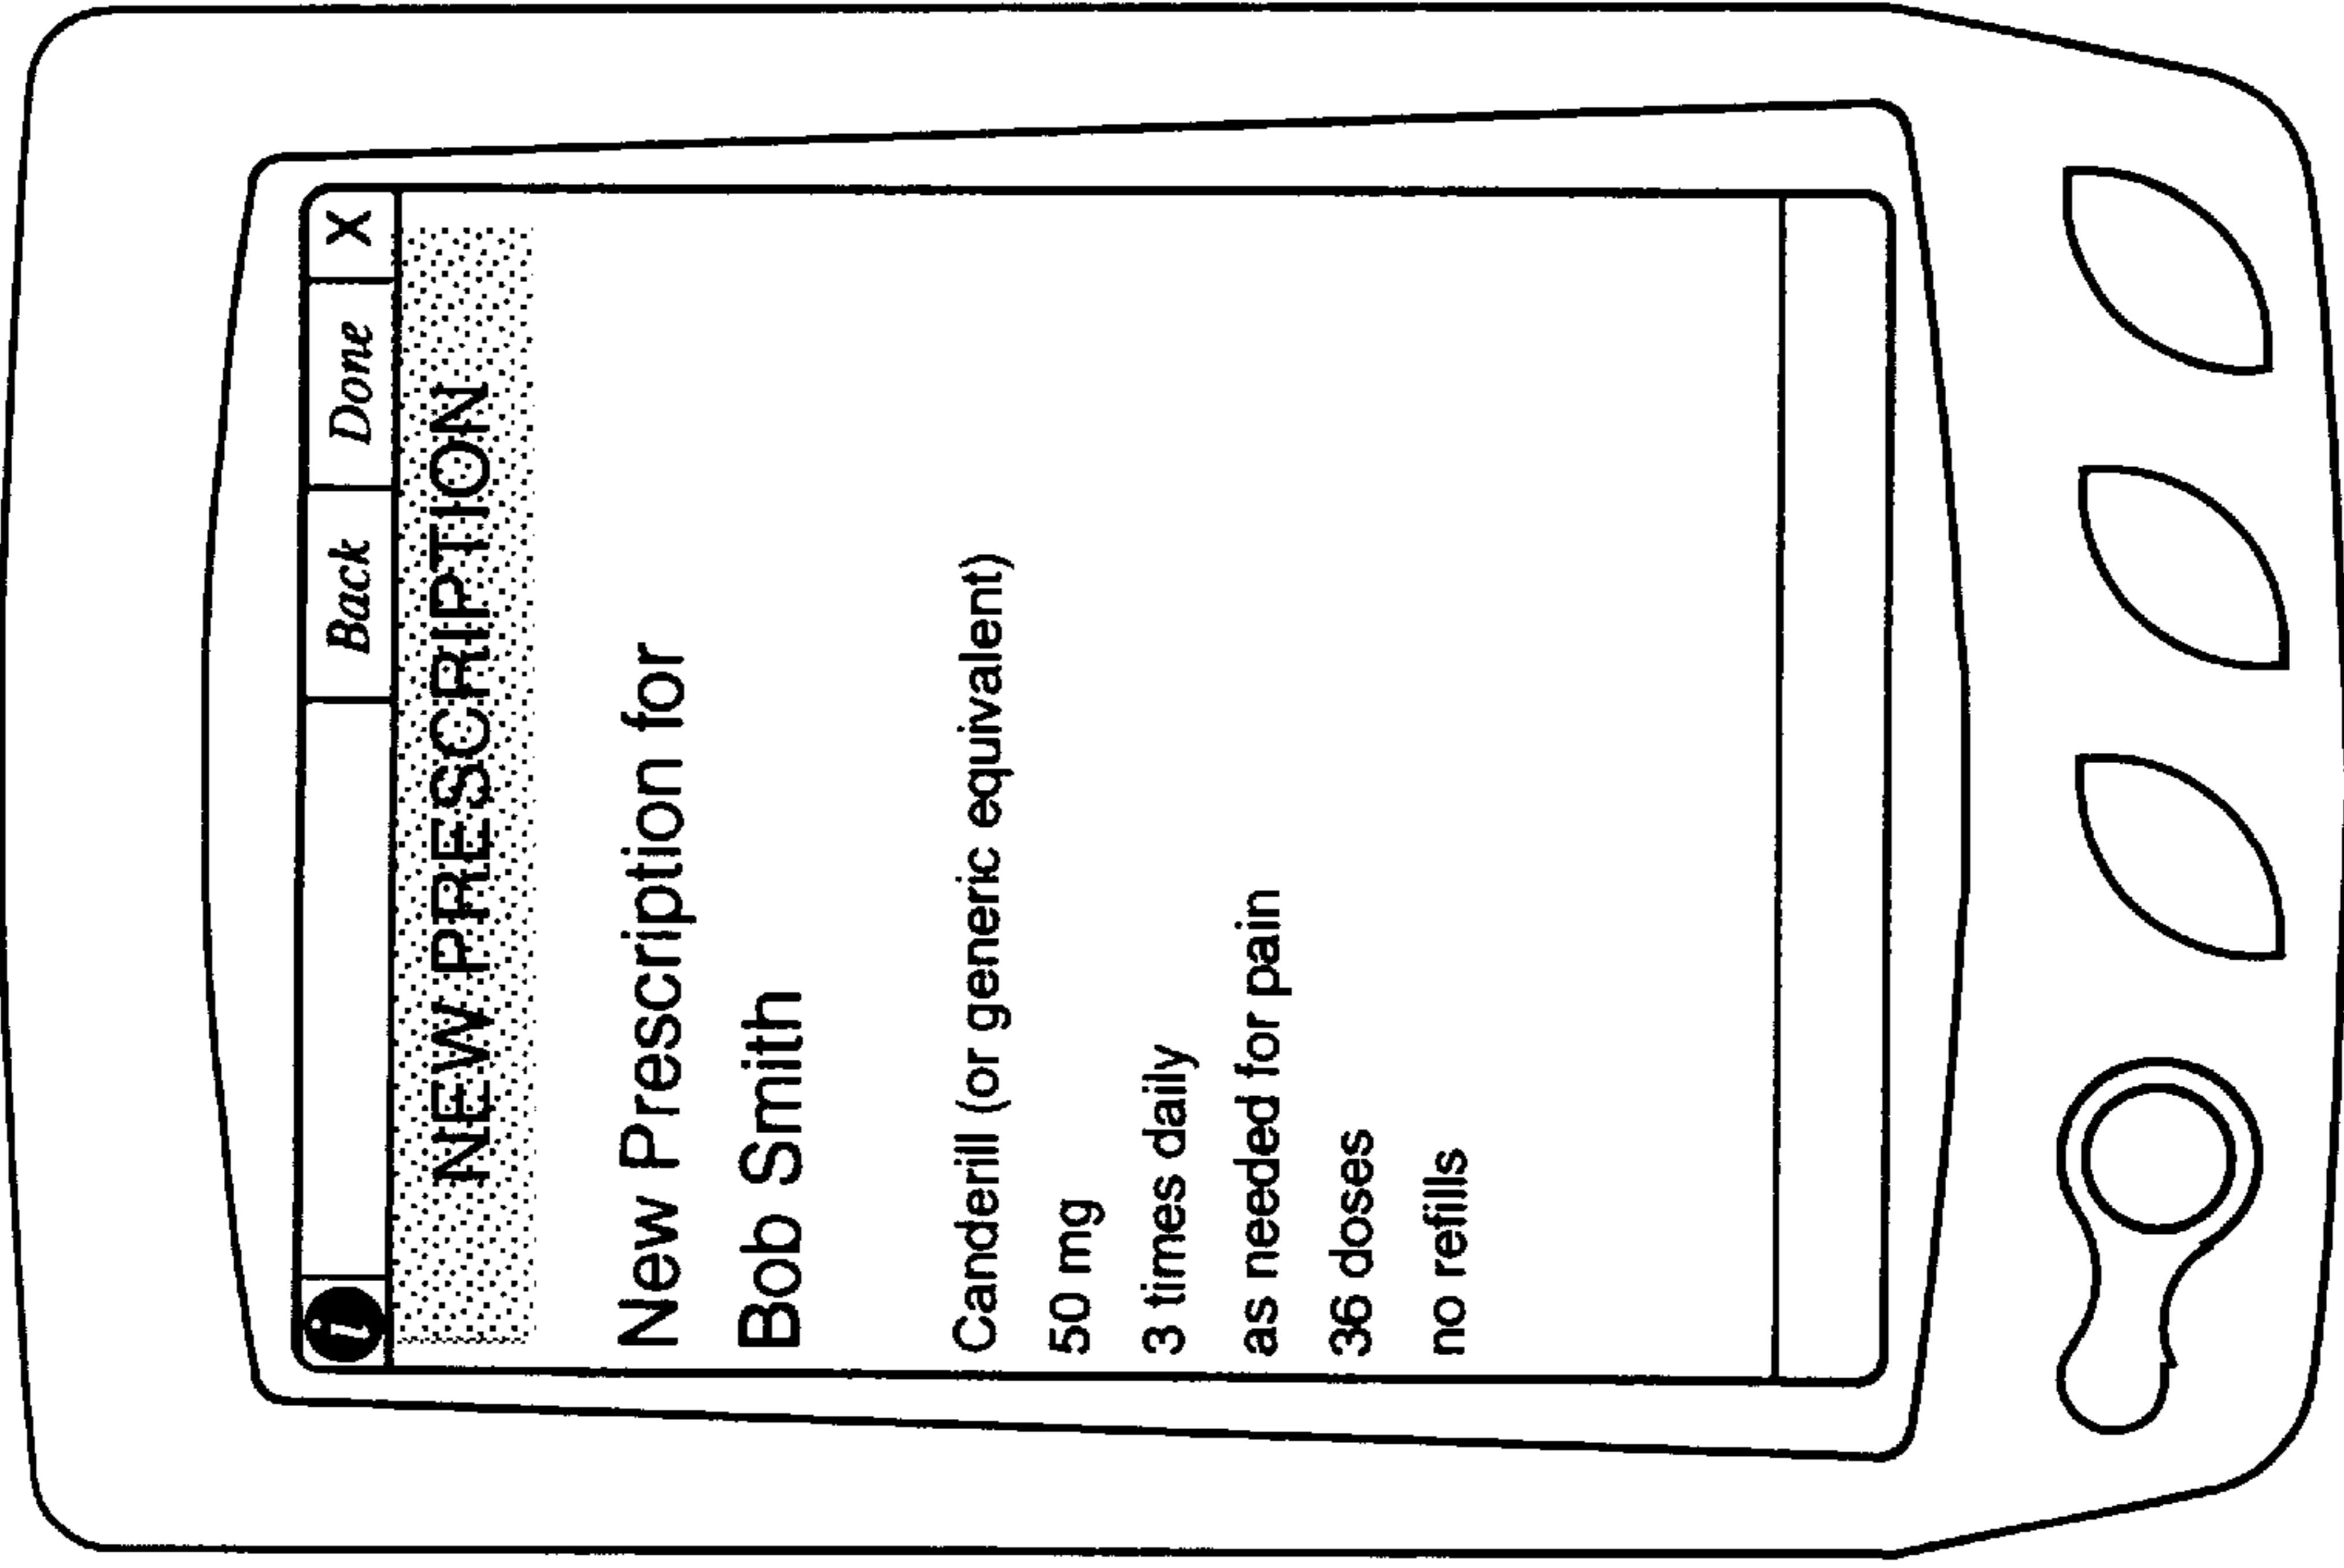 i Back Done X
NEW PRESCRIPTION
New Prescription for
Bob Smith
Canderill (or generic equivalent)
50 mg
3 times daily
as needed for pain
36 doses
no refills